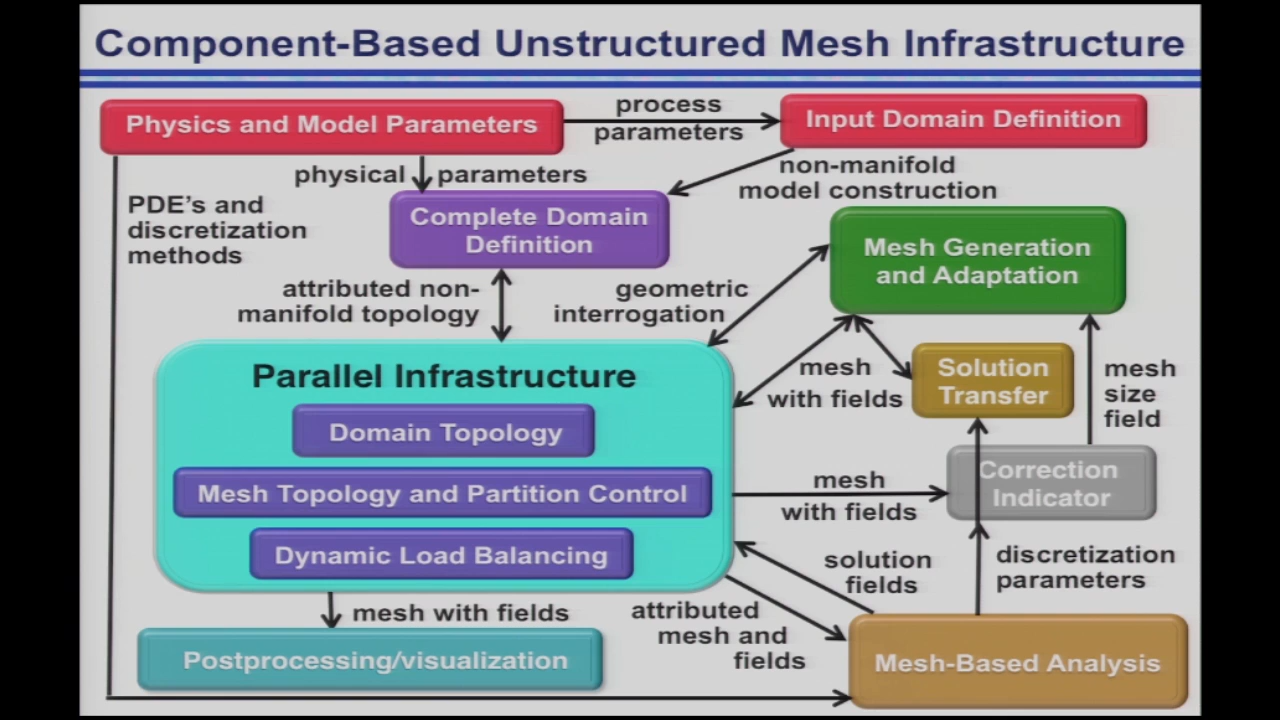 Component-Based Unstructured Mesh Infrastructure
Physics and Model Parameters
process
parameters
Input Domain Definition
physical parameters
non-manifold
model construction
PDE's and
discretization
methods
Complete Domain
Definition
Mesh Generation
and Adaptation
attributed non-
manifold topology
geometric
interrogation
Parallel Infrastructure
Domain Topology
Mesh Topology and Partition Control
Dynamic Load Balancing
mesh
with fields
Solution
Transfer
mesh
size
field
Correction
Indicator
mesh
with fields
solution
fields
discretization
parameters
mesh with fields
attributed
mesh and
fields
Postprocessing/visualization
Mesh-Based Analysis